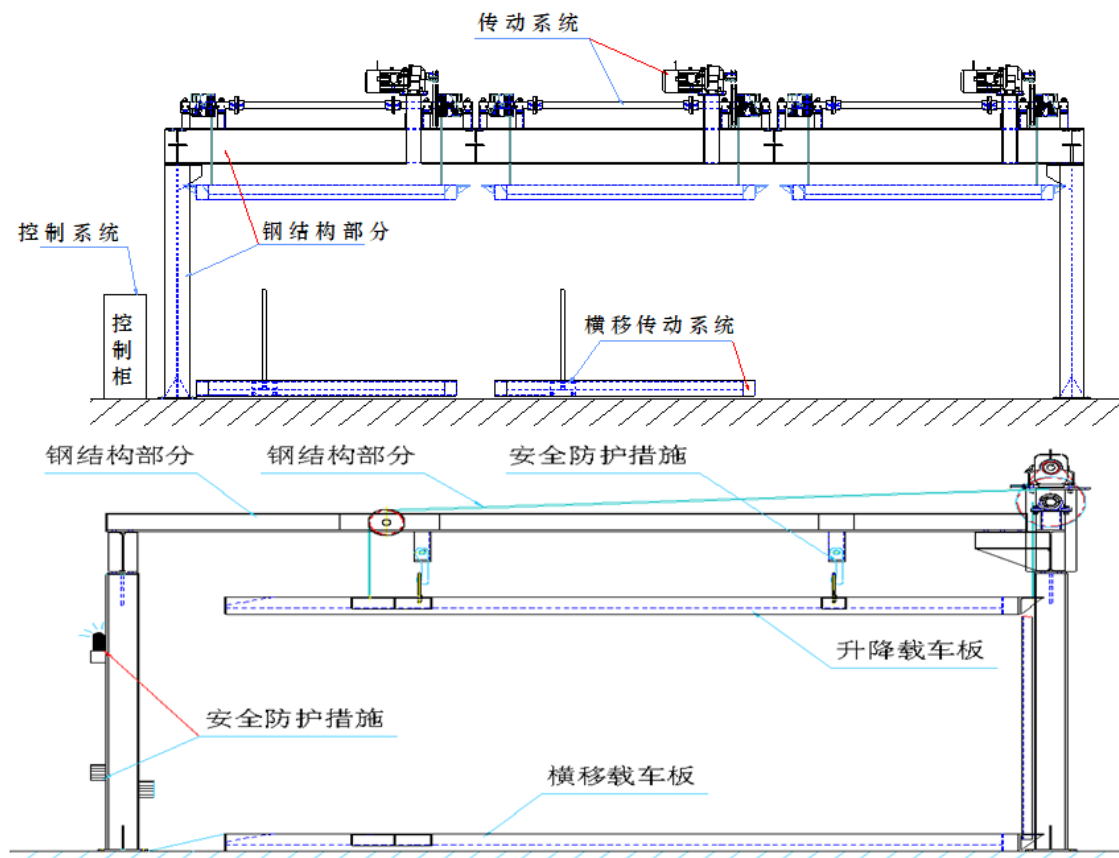 传动系统
控制系统
钢结构部分
控制柜
横移传动系统
钢结构部分
钢结构部分
安全防护措施
升降载车板
安全防护措施
横移载车板